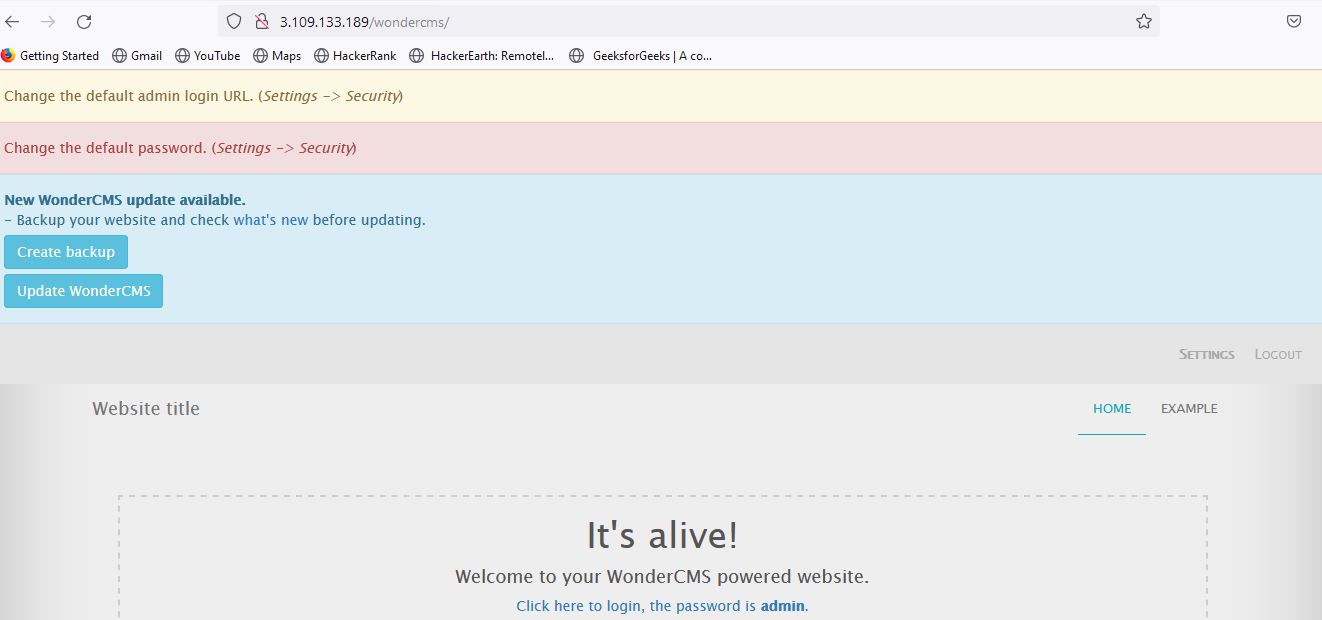 3.109.133.189/wondercms/
Getting Started Gmail YouTube Maps HackerRank HackerEarth: Remotel... GeeksforGeeks | A co...
Change the default admin login URL. (Settings -> Security)
Change the default password. (Settings -> Security)
New WonderCMS update available.
- Backup your website and check what's new before updating.
Create backup
Update WonderCMS
SETTINGS LOGOUT
Website title HOME EXAMPLE
It's alive!
Welcome to your WonderCMS powered website.
Click here to login, the password is admin.